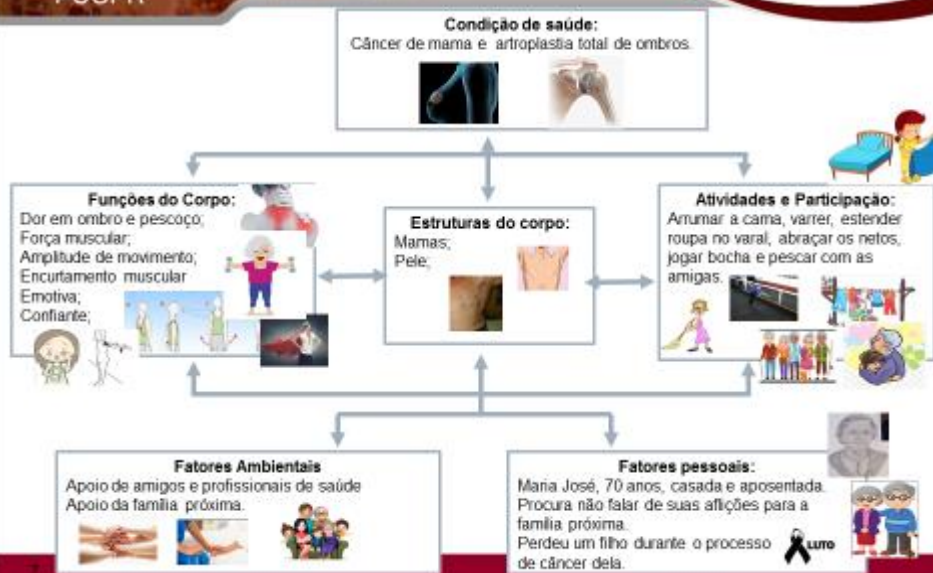 Condição de saúde:
Câncer de mama e artroplastia total de ombros.
Funções do Corpo:
Dor em ombro e pescoço;
Força muscular;
Amplitude de movimento;
Encurtamento muscular
Emotiva;
Confiante;
Estruturas do corpo:
Mamas;
Pele;
Atividades e Participação:
Arrumar a cama, varrer, estender
roupa no varal, abraçar os netos,
jogar bocha e pescar com as
amigas.
Fatores Ambientais
Apoio de amigos e profissionais de saúde
Apoio da família próxima.
Fatores pessoais:
Maria José, 70 anos, casada e aposentada.
Procura não falar de suas aflições para a
família próxima.
Perdeu um filho durante o processo
de câncer dela.
LUTO